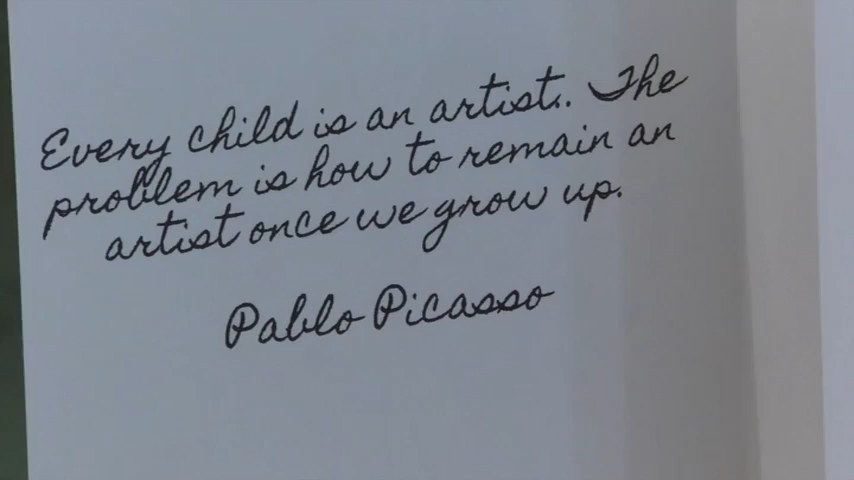 Every child is an artist.. The
problem is how to remain an
artist once we grow up.
Pablo Picasso